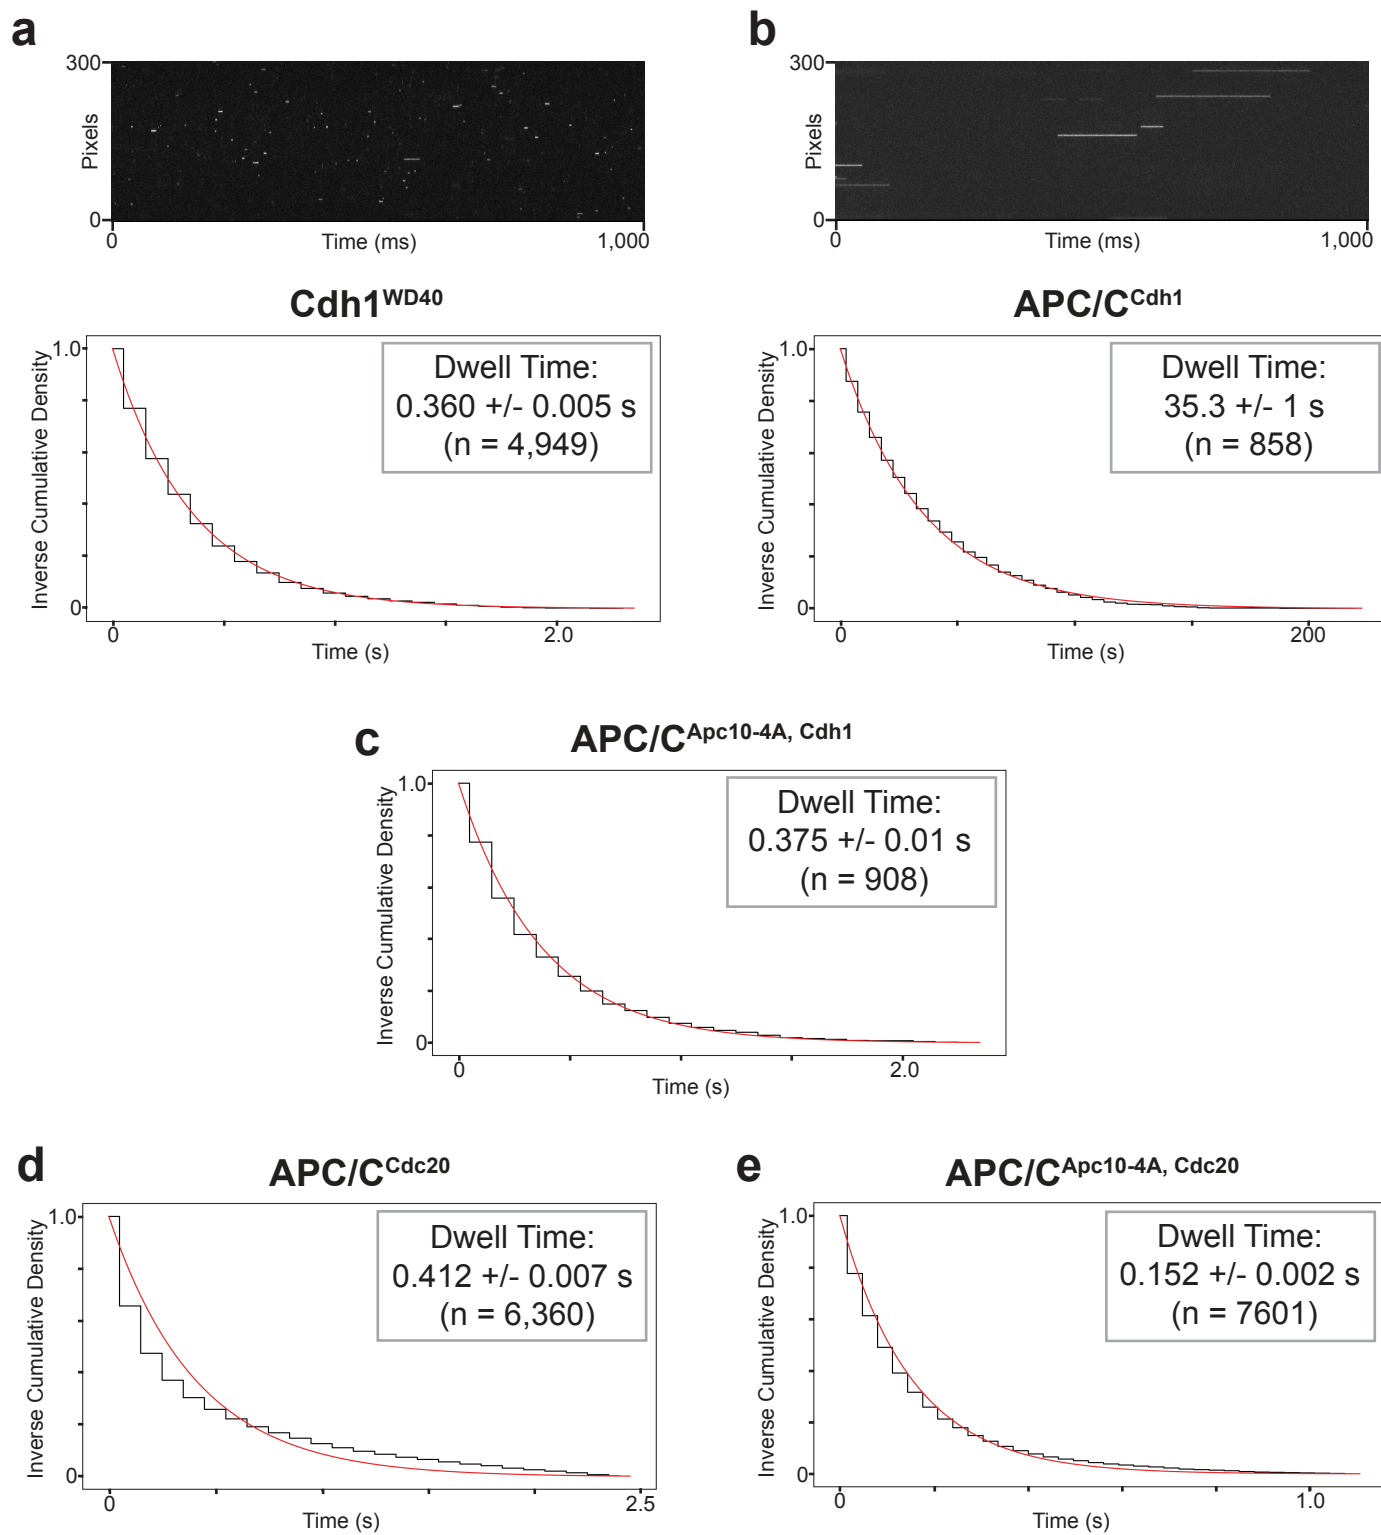 a
300
Pixels
0
0
Time (ms)
1,000
Cdh1WD40
1.0
Inverse Cumulative Density
0
Dwell Time:
0.360 +/- 0.005 s
(n = 4,949)
0
2.0
Time (s)
b
300
Pixels
0
0
Time (ms)
1,000
APC/CCdh1
1.0
Inverse Cumulative Density
0
Dwell Time:
35.3 +/- 1 s
(n = 858)
0
200
Time (s)
c
APC/CApc10-4A, Cdh1
1.0
Inverse Cumulative Density
0
Dwell Time:
0.375 +/- 0.01 s
(n = 908)
0
2.0
Time (s)
d
APC/CCdc20
1.0
Inverse Cumulative Density
0
Dwell Time:
0.412 +/- 0.007 s
(n = 6,360)
0
2.5
Time (s)
e
APC/CApc10-4A, Cdc20
1.0
Inverse Cumulative Density
0
Dwell Time:
0.152 +/- 0.002 s
(n = 7601)
0
1.0
Time (s)